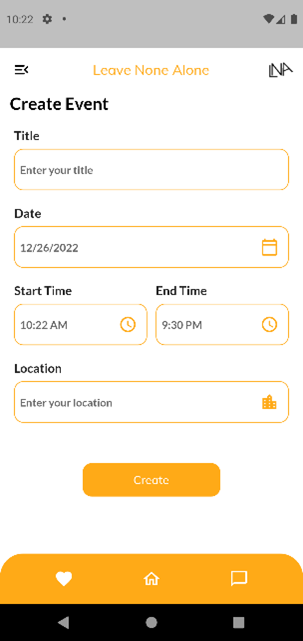 10:22
Leave None Alone
LNA
Create Event
Title
Enter your title
Date
12/26/2022
Start Time End Time
10:22 AM 9:30 PM
Location
Enter your location
Create